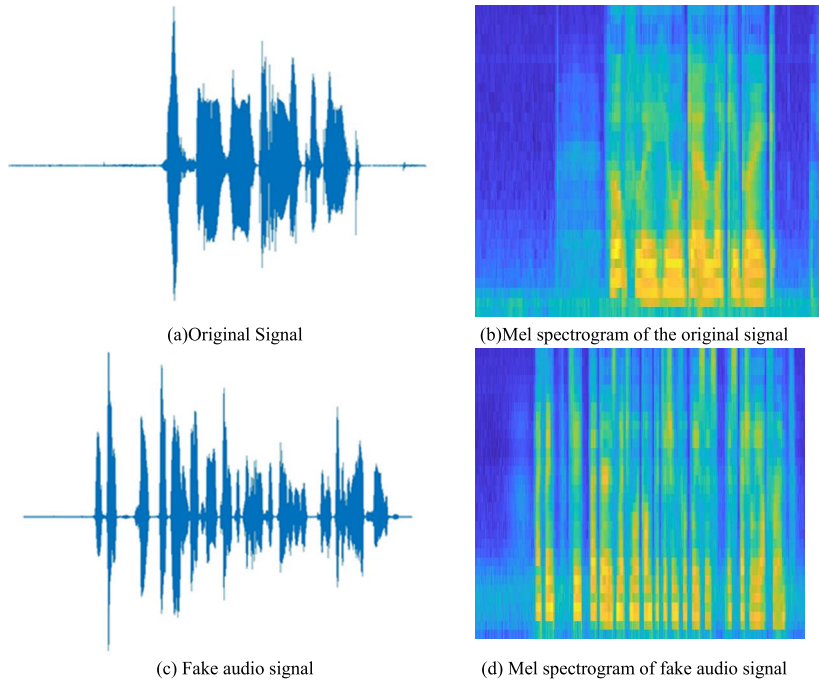 (a)Original Signal
(b)Mel spectrogram of the original signal
(c) Fake audio signal
(d) Mel spectrogram of fake audio signal